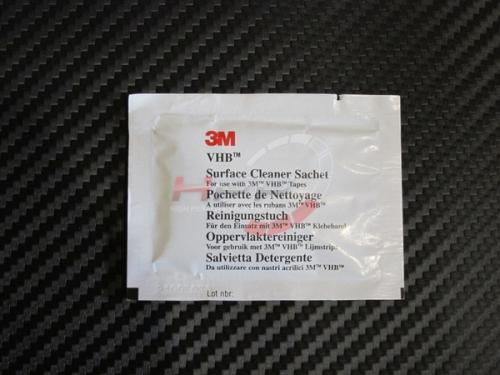 3M
VHB™
Surface Cleaner Sachet
For use with 3M™ VHB™ Tapes
Pochette de Nettoyage
A utiliser avec les rubans 3M™ VHB™
Reinigungstuch
Für den Einsatz mit 3M™ VHB™ Klebeband
Oppervlaktereiniger
Voor gebruik met 3M™ VHB™ Lijmstrips
Salvietta Detergente
Da utilizzare con nastri acrilici 3M™ VHB™
Lot nbr: